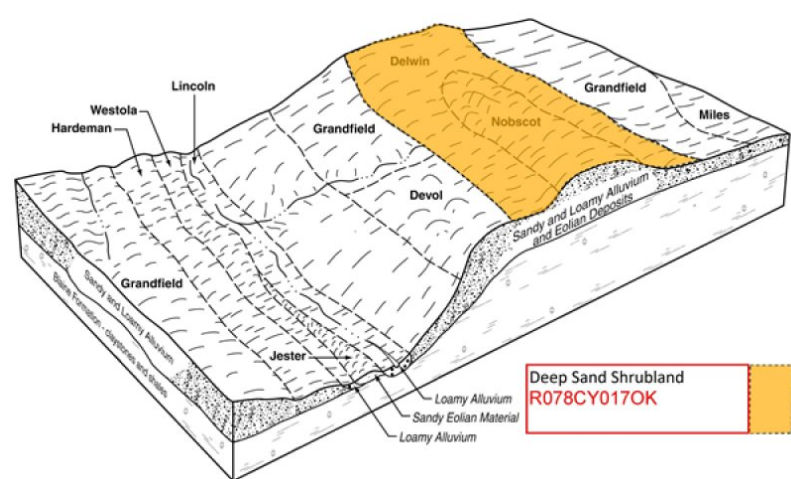 Delwin
Grandfield
Lincoln
Westola
Hardeman
Nobscot
Miles
Grandfield
Devol
Sandy and Loamy Alluvium
and Eolian Deposits
Grandfield
Sandy and Loamy Alluvium
Blaine Formation - claystones and shales
Jester
Loamy Alluvium
Sandy Eolian Material
Loamy Alluvium
Deep Sand Shrubland
R078CY017OK